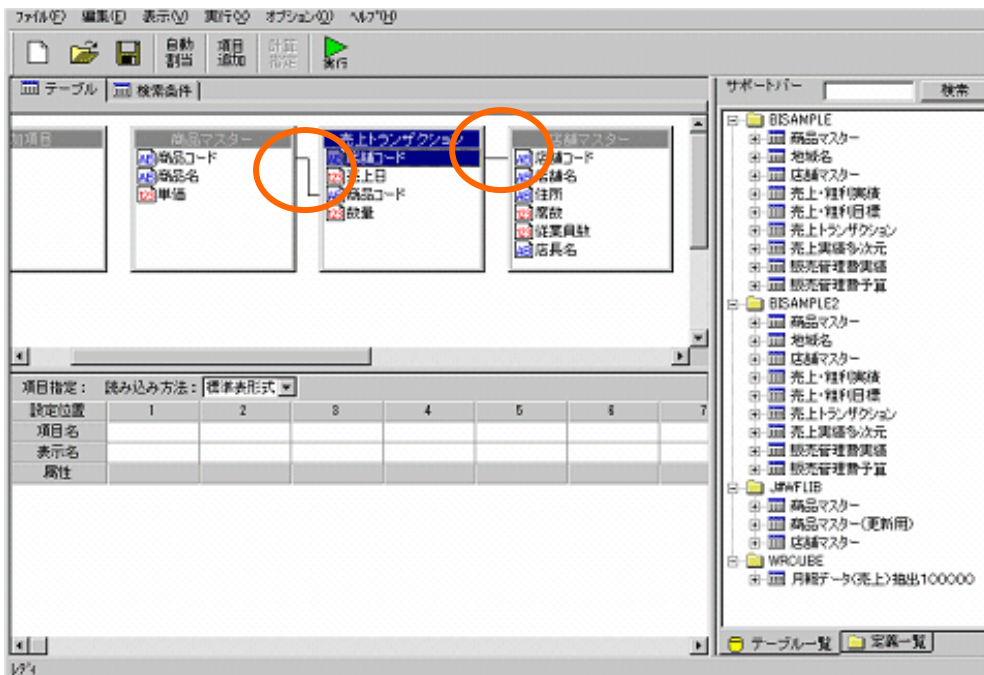 ファイル(F) 編集(E) 表示(V) 実行(X) オプション(O) ヘルプ(H)
自動割当 項目追加 計算指定 実行
テーブル 検索条件
加項目
商品マスター
商品コード
商品名
単価
売上トランザクション
店舗コード
売上日
商品コード
数量
店舗マスター
店舗コード
店舗名
住所
席数
従業員数
店長名
項目指定： 読み込み方法： 標準表形式
設定位置 1 2 3 4 5 6 7
項目名
表示名
属性
サポートバー 検索
BISAMPLE
商品マスター
地域名
店舗マスター
売上・粗利実績
売上・粗利目標
売上トランザクション
売上実績多次元
販売管理費実績
販売管理費予算
BISAMPLE2
商品マスター
地域名
店舗マスター
売上・粗利実績
売上・粗利目標
売上トランザクション
売上実績多次元
販売管理費実績
販売管理費予算
J#WFLIB
商品マスター
商品マスター(更新用)
店舗マスター
WRCUBE
月報データ(売上)抽出100000
テーブル一覧 定義一覧
レディ